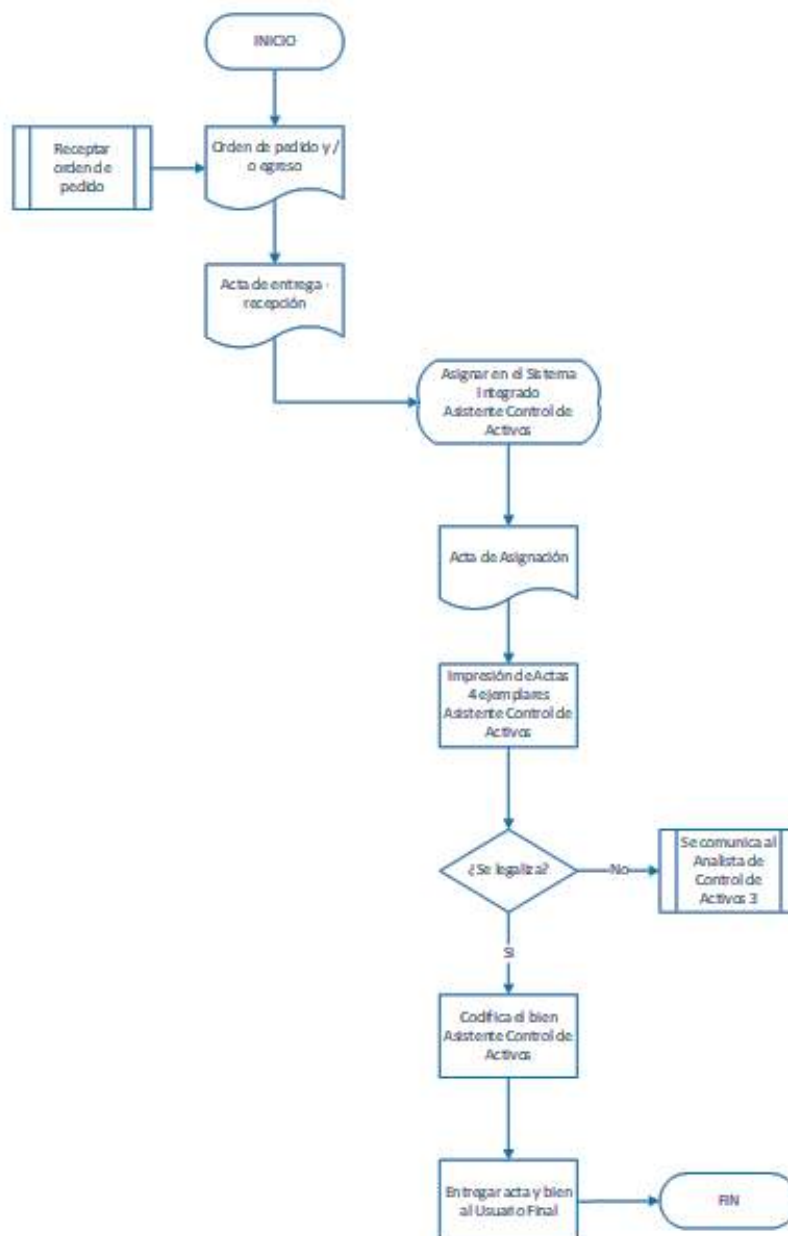 INICIO
Receptar
orden de
pedido
Orden de pedido y /
o egreso
Acta de entrega -
recepción
Asignar en el Sistema
Integrado
Asistente Control de
Activos
Acta de Asignación
Impresión de Actas
4 ejemplares
Asistente Control de
Activos
¿Se legaliza?
No
Se comunica al
Analista de
Control de
Activos 3
Si
Codifica el bien
Asistente Control de
Activos
Entregar acta y bien
al Usuario Final
FIN